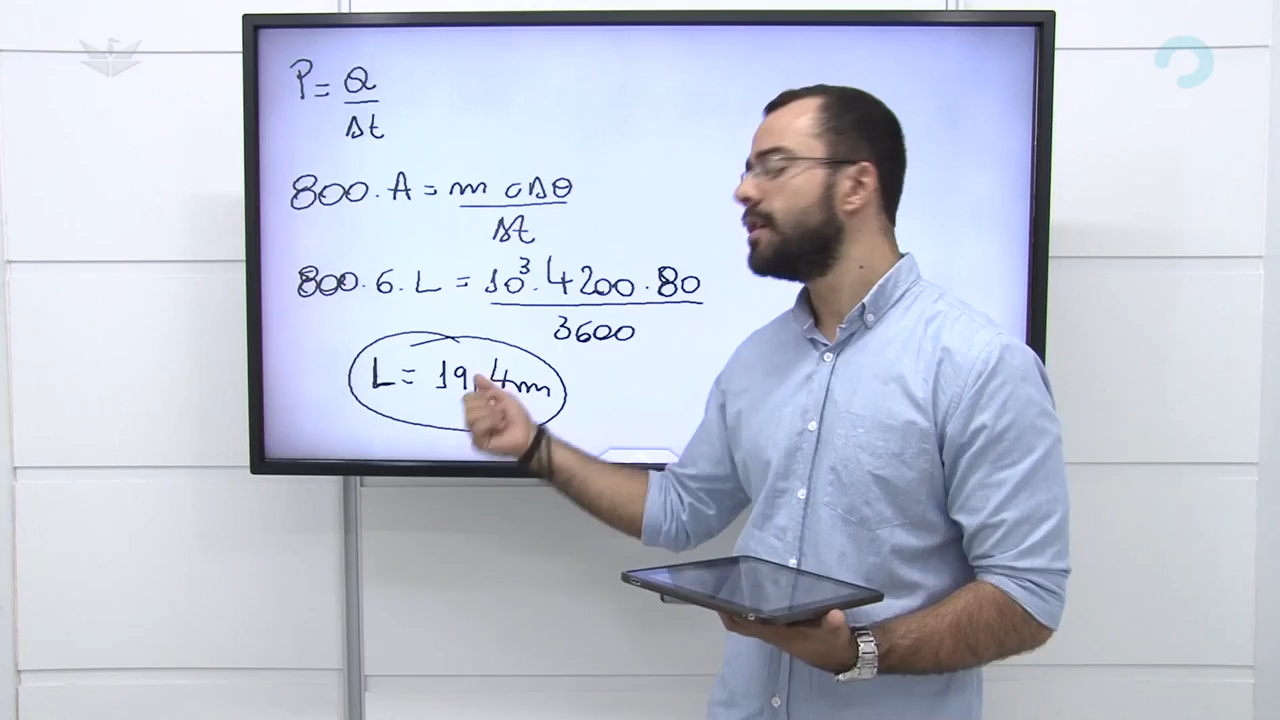 P = Q / Δt
800 . A = m c Δθ / Δt
800 . 6 . L = 10³ . 4200 . 80 / 3600
L = 19,4m